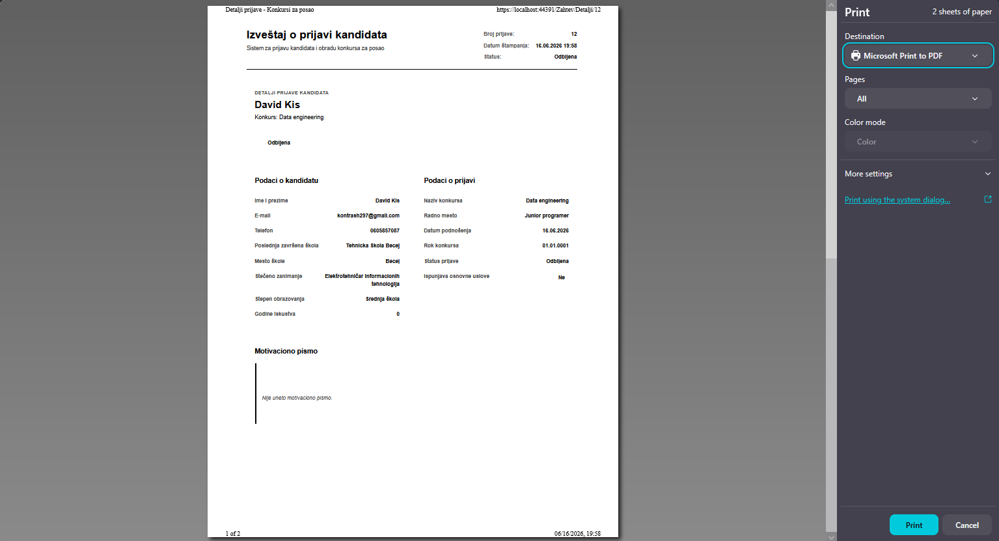 Detalji prijave - Konkursi za posao
https://localhost:44391/Zahtev/Detalji/12
Izveštaj o prijavi kandidata
Sistem za prijavu kandidata i obradu konkursa za posao
Broj prijave: 12
Datum štampanja: 16.06.2026 19:58
Status: Odbijena
DETALJI PRIJAVE KANDIDATA
David Kis
Konkurs: Data engineering
Odbijena
Podaci o kandidatu
Ime i prezime David Kis
E-mail kontrash297@gmail.com
Telefon 0605857087
Poslednja završena škola Tehnicka Skola Becej
Mesto škole Becej
Stečeno zanimanje Elektrotehničar informacionih
tehnologija
Stepen obrazovanja Srednja škola
Godine iskustva 0
Podaci o prijavi
Naziv konkursa Data engineering
Radno mesto Junior programer
Datum podnošenja 16.06.2026
Rok konkursa 01.01.0001
Status prijave Odbijena
Ispunjava osnovne uslove Ne
Motivaciono pismo
Nije uneto motivaciono pismo.
1 of 2
06/16/2026, 19:58
Print
2 sheets of paper
Destination
Microsoft Print to PDF
Pages
All
Color mode
Color
More settings
Print using the system dialog...
Print
Cancel